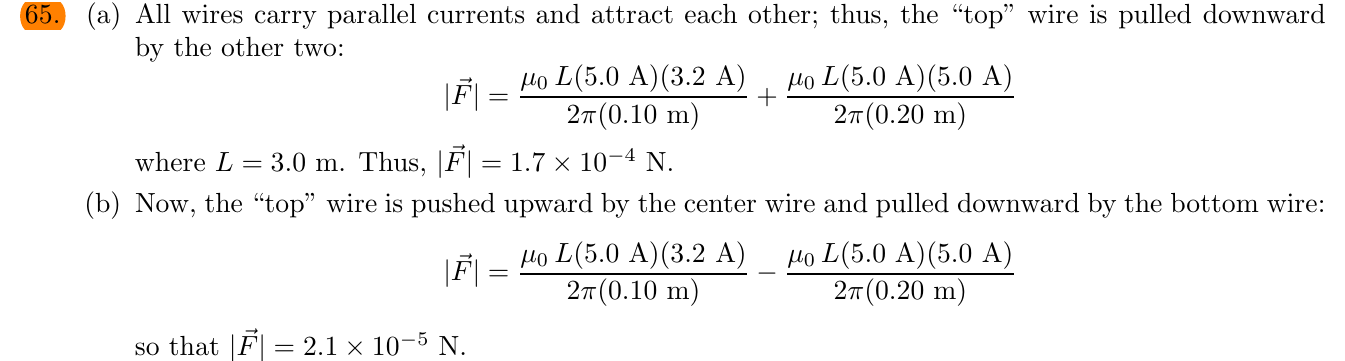 65. (a) All wires carry parallel currents and attract each other; thus, the “top” wire is pulled downward
by the other two:
|F⃗| = μ₀ L(5.0 A)(3.2 A) / 2π(0.10 m) + μ₀ L(5.0 A)(5.0 A) / 2π(0.20 m)
where L = 3.0 m. Thus, |F⃗| = 1.7 × 10⁻⁴ N.
(b) Now, the “top” wire is pushed upward by the center wire and pulled downward by the bottom wire:
|F⃗| = μ₀ L(5.0 A)(3.2 A) / 2π(0.10 m) − μ₀ L(5.0 A)(5.0 A) / 2π(0.20 m)
so that |F⃗| = 2.1 × 10⁻⁵ N.